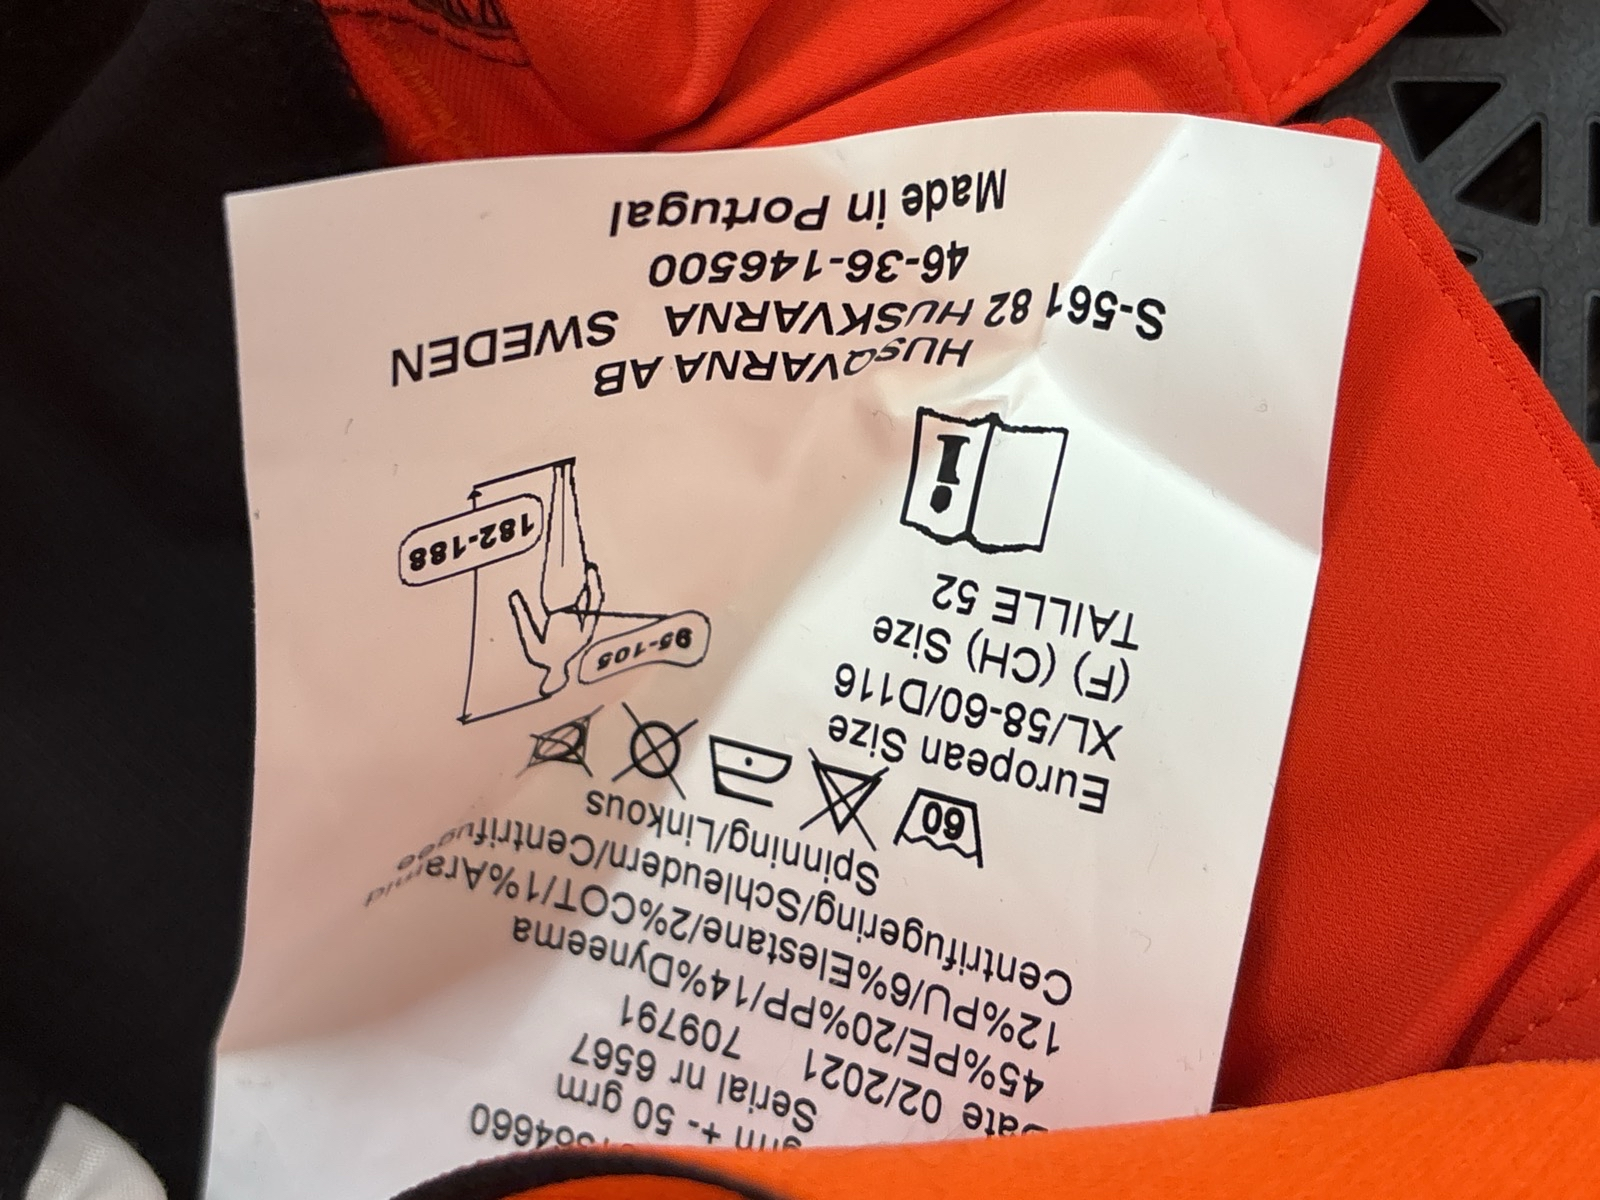 grm +- 50 grm
Serial nr 6567
Date 02/2021 709791
45%PE/20%PP/14%Dyneema
12%PU/6%Elestane/2%COT/1%Aramid
Centrifugering/Schleudern/Centrifugee
Spinning/Linkous
60
European Size
XL/58-60/D116
(F) (CH) Size
TAILLE 52
95-105
182-188
i
HUSQVARNA AB
S-561 82 HUSKVARNA SWEDEN
46-36-146500
Made in Portugal